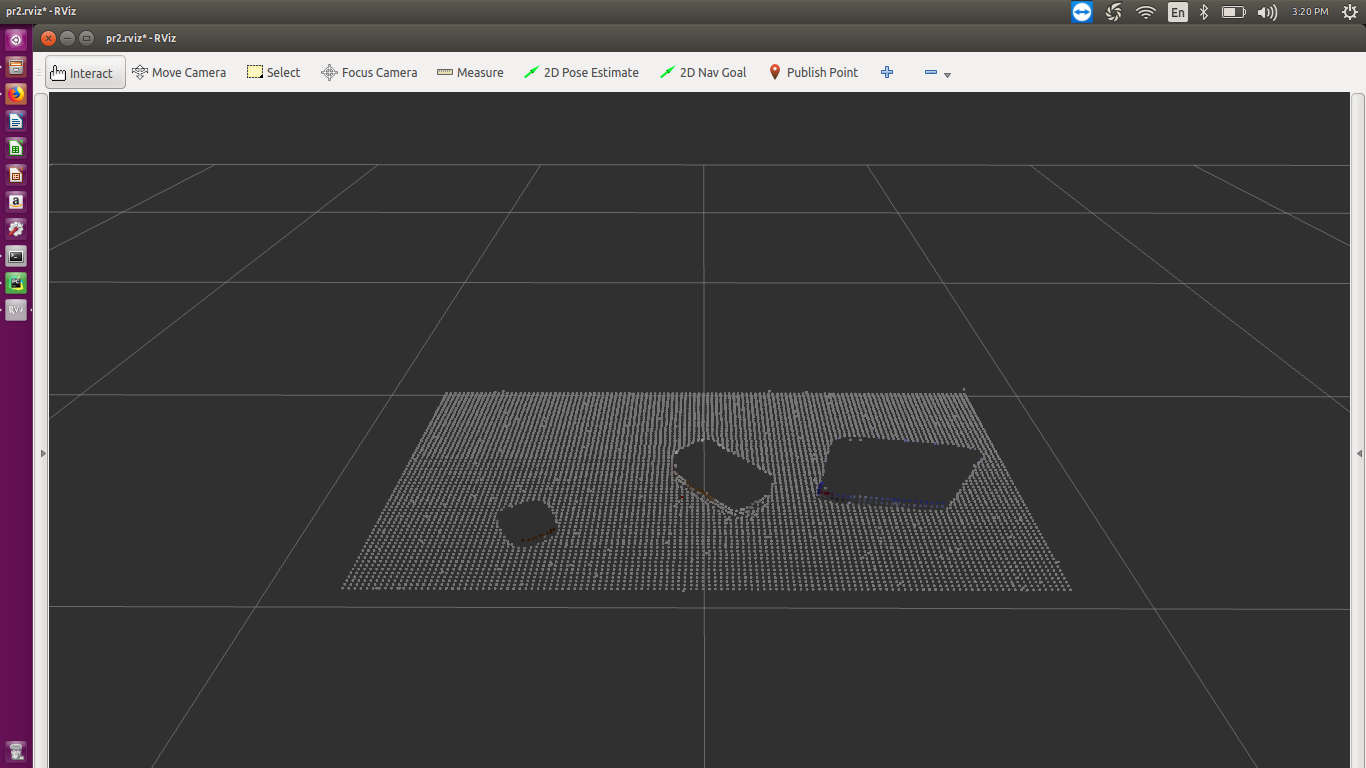 pr2.rviz* - RViz
En
3:20 PM
pr2.rviz* - RViz
Interact Move Camera Select Focus Camera Measure 2D Pose Estimate 2D Nav Goal Publish Point
a
RViz